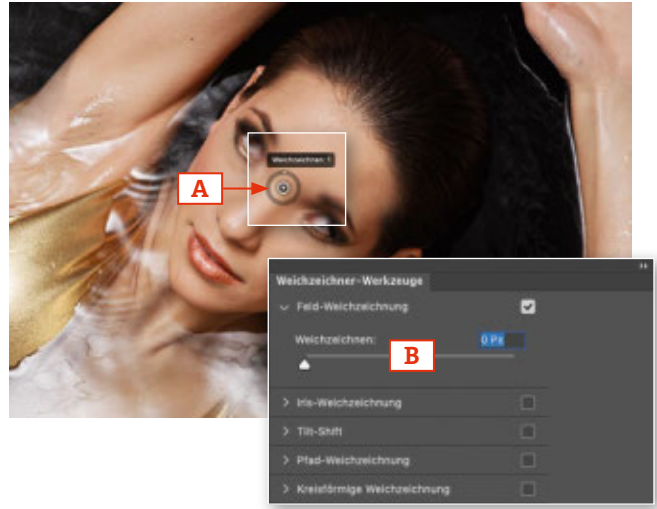 Weichzeichnen: 1
A
Weichzeichner-Werkzeuge
Feld-Weichzeichnung
Weichzeichnen: 0 Px
B
Iris-Weichzeichnung
Tilt-Shift
Pfad-Weichzeichnung
Kreisförmige Weichzeichnung